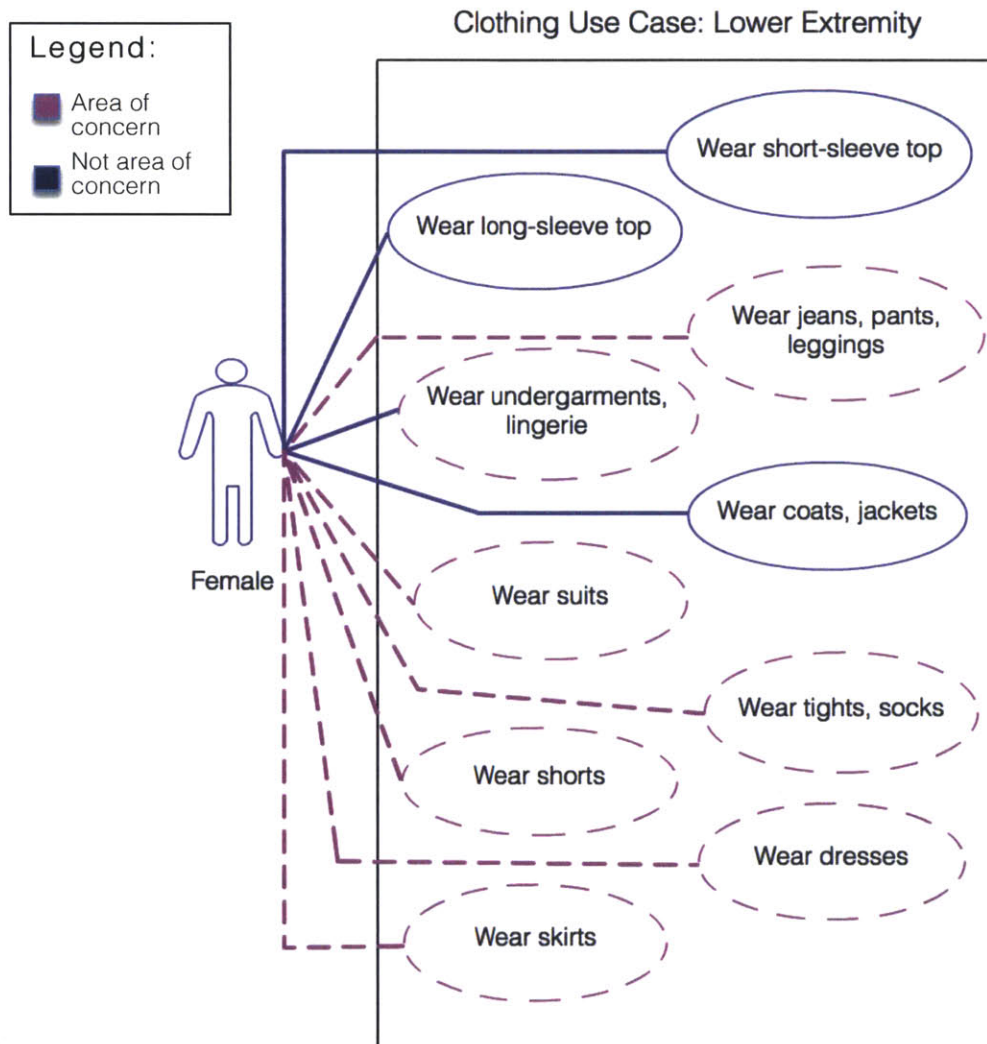 Clothing Use Case: Lower Extremity
Legend:
Area of
concern
Not area of
concern
Wear short-sleeve top
Wear long-sleeve top
Wear jeans, pants,
leggings
Wear undergarments,
lingerie
Wear coats, jackets
Female
Wear suits
Wear tights, socks
Wear shorts
Wear dresses
Wear skirts